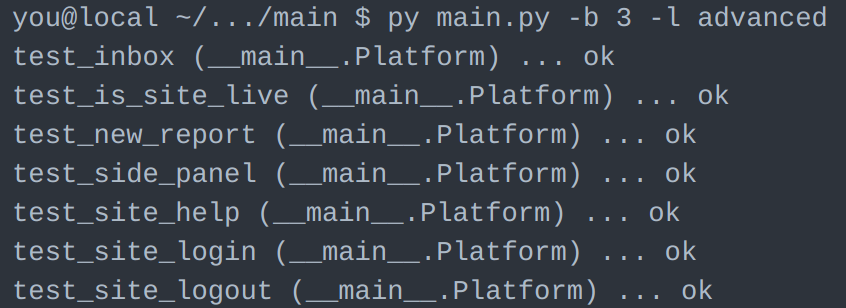 you@local ~/.../main $ py main.py -b 3 -l advanced
test_inbox (__main__.Platform) ... ok
test_is_site_live (__main__.Platform) ... ok
test_new_report (__main__.Platform) ... ok
test_side_panel (__main__.Platform) ... ok
test_site_help (__main__.Platform) ... ok
test_site_login (__main__.Platform) ... ok
test_site_logout (__main__.Platform) ... ok